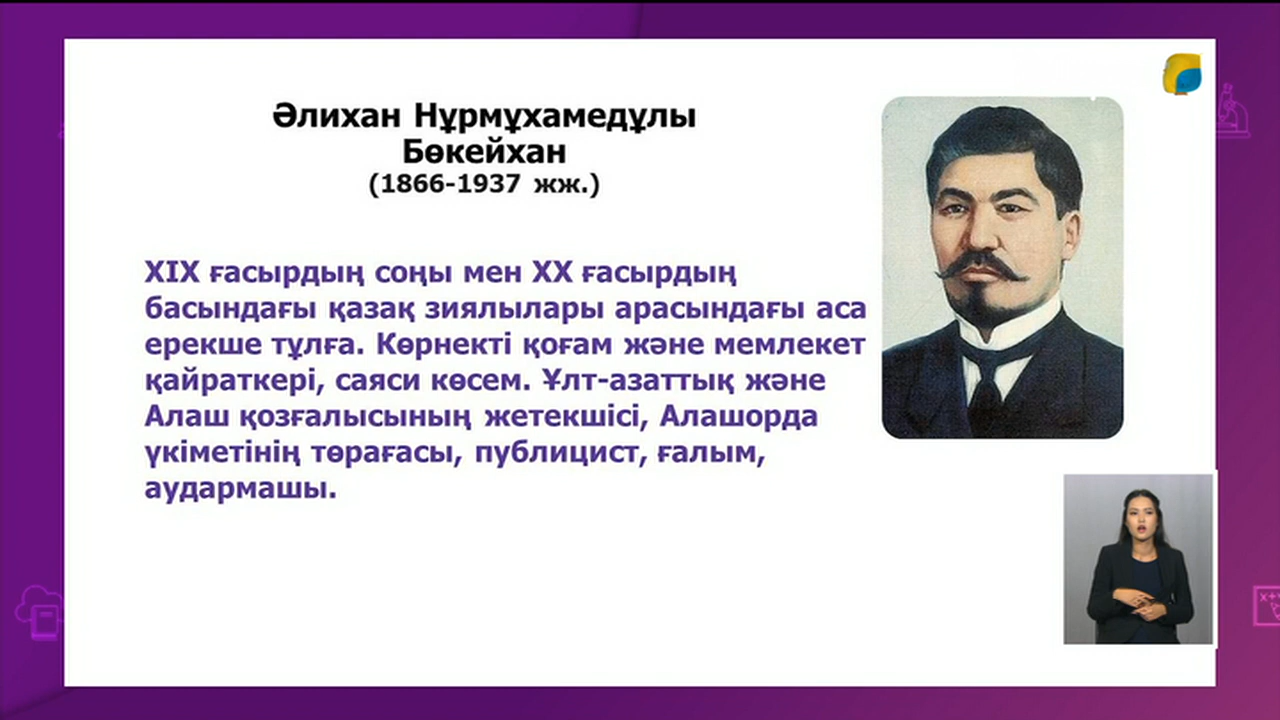 Әлихан Нұрмұхамедұлы
Бөкейхан
(1866-1937 жж.)
XIX ғасырдың соңы мен XX ғасырдың
басындағы қазақ зиялылары арасындағы аса
ерекше тұлға. Көрнекті қоғам және мемлекет
қайраткері, саяси көсем. Ұлт-азаттық және
Алаш қозғалысының жетекшісі, Алашорда
үкіметінің төрағасы, публицист, ғалым,
аудармашы.